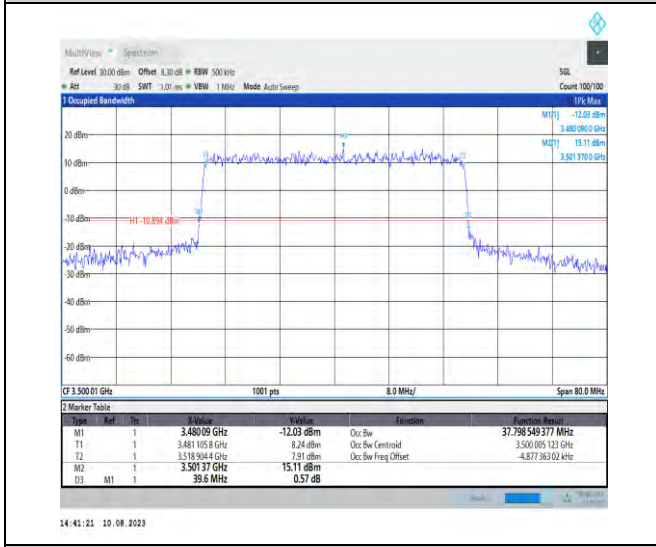 MultiView Spectrum
Ref Level 30.00 dBm Offset 8.30 dB RBW 500 kHz SGL
Att 30 dB SWT 1.01 ms VBW 1 MHz Mode Auto Sweep Count 100/100
1 Occupied Bandwidth 1Pk Max
M1[1] -12.03 dBm
3.480 090 0 GHz
M2[1] 15.11 dBm
3.501 370 0 GHz
20 dBm
M2
T1
T2
10 dBm
0 dBm
M1
-10 dBm
H1 -10.894 dBm
-20 dBm
-30 dBm
-40 dBm
-50 dBm
-60 dBm
CF 3.500 01 GHz 1001 pts 8.0 MHz/ Span 80.0 MHz
2 Marker Table
Type Ref Trc X-Value Y-Value Function Function Result
M1 1 3.48009 GHz -12.03 dBm Occ Bw 37.798 549 377 MHz
T1 1 3.481 105 8 GHz 8.24 dBm Occ Bw Centroid 3.500 005 123 GHz
T2 1 3.518 904 4 GHz 7.91 dBm Occ Bw Freq Offset -4.877 363 02 kHz
M2 1 3.501 37 GHz 15.11 dBm
D3 M1 1 39.6 MHz 0.57 dB
14:41:21 10.08.2023